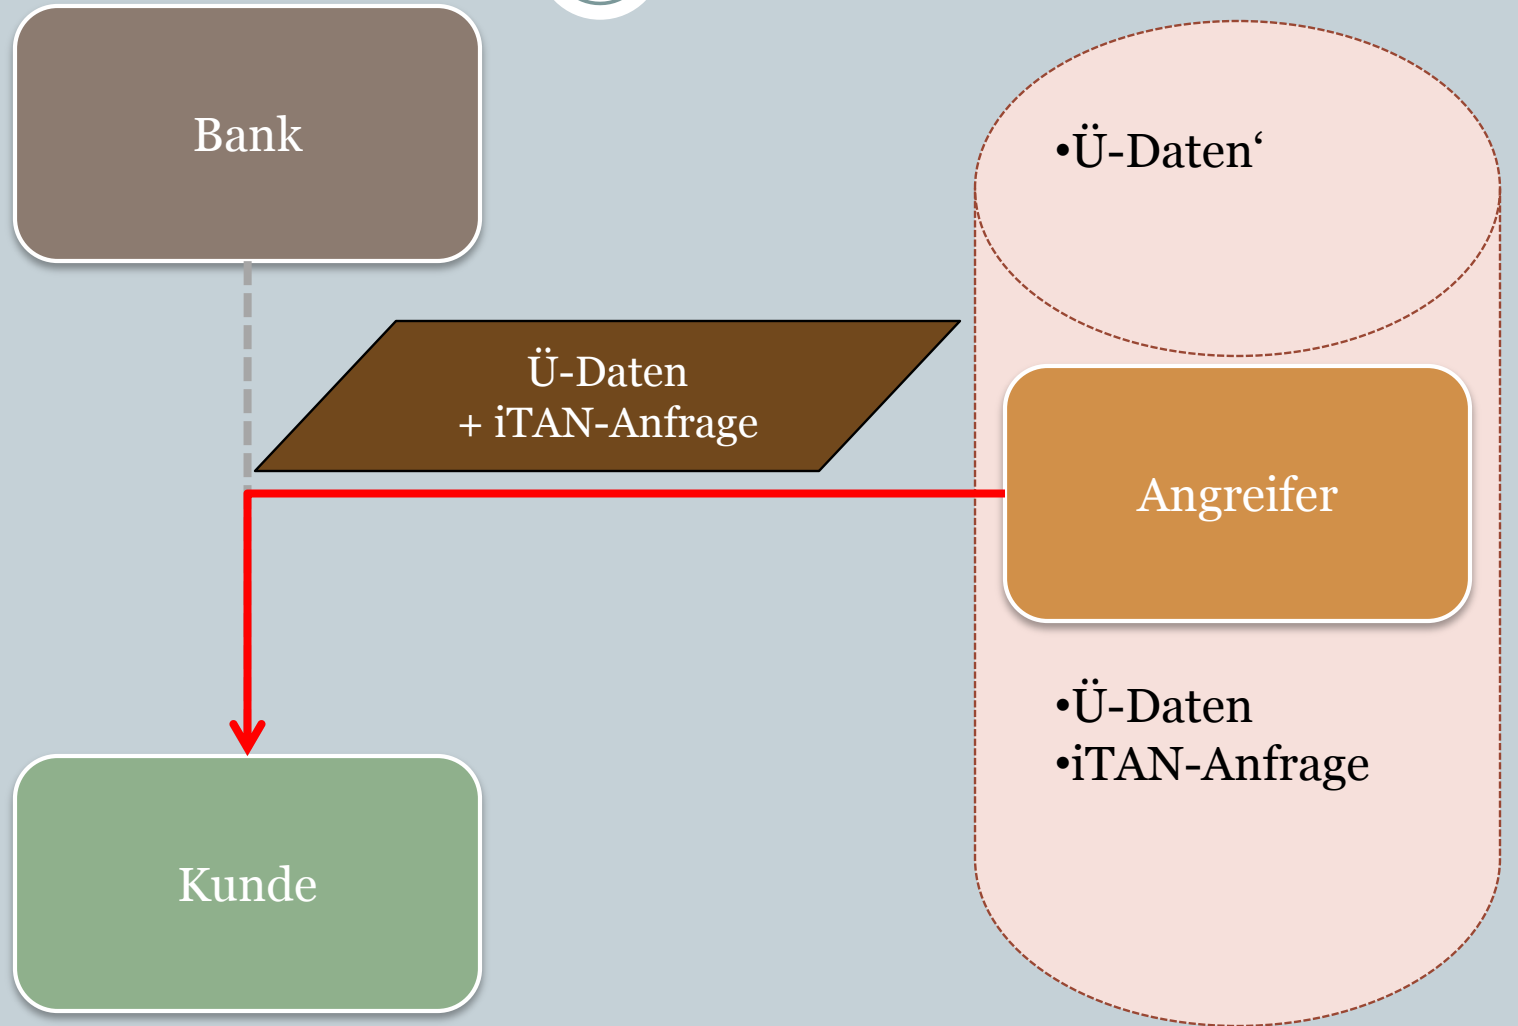 Bank
•Ü-Daten‘
Ü-Daten
+ iTAN-Anfrage
Angreifer
•Ü-Daten
•iTAN-Anfrage
Kunde